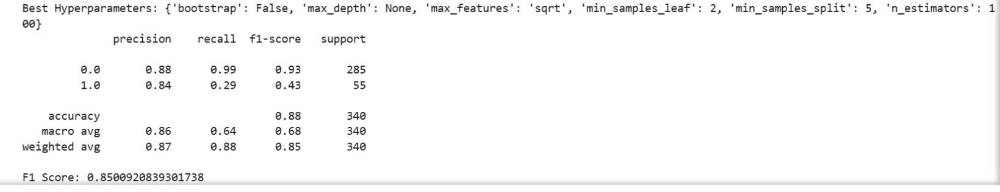 Best Hyperparameters: {'bootstrap': False, 'max_depth': None, 'max_features': 'sqrt', 'min_samples_leaf': 2, 'min_samples_split': 5, 'n_estimators': 1
00}
precision recall f1-score support
0.0 0.88 0.99 0.93 285
1.0 0.84 0.29 0.43 55
accuracy 0.88 340
macro avg 0.86 0.64 0.68 340
weighted avg 0.87 0.88 0.85 340
F1 Score: 0.8500920839301738